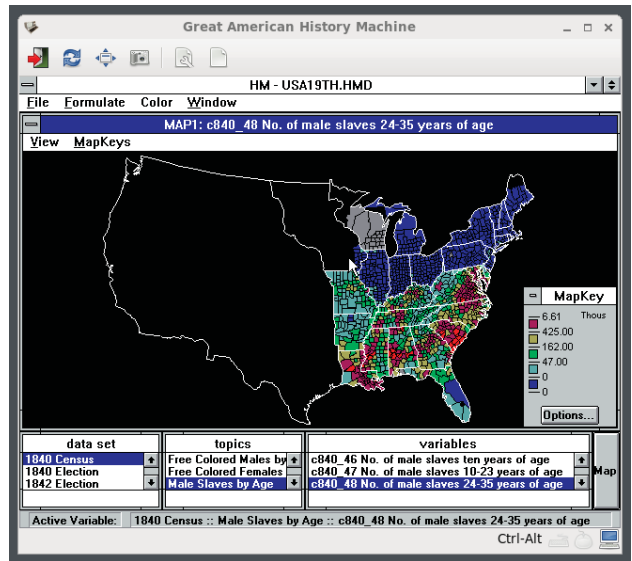 Great American History Machine
HM - USA19TH.HMD
File Formulate Color Window
MAP1: c840_48 No. of male slaves 24-35 years of age
View MapKeys
MapKey
6.61 Thous
425.00
162.00
47.00
0
0
Options...
data set topics variables
1840 Census Free Colored Males by c840_46 No. of male slaves ten years of age
1840 Election Free Colored Females c840_47 No. of male slaves 10-23 years of age
1842 Election Male Slaves by Age c840_48 No. of male slaves 24-35 years of age
Map
Active Variable: 1840 Census :: Male Slaves by Age :: c840_48 No. of male slaves 24-35 years of age
Ctrl-Alt